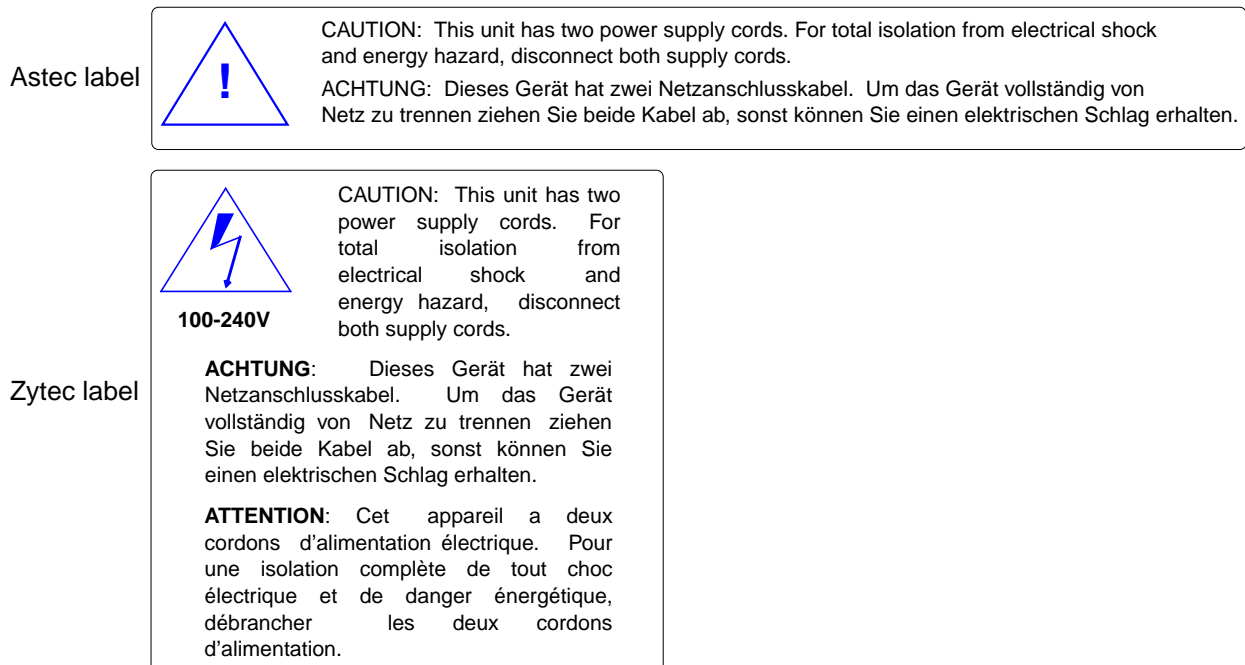 Astec label
!
CAUTION: This unit has two power supply cords. For total isolation from electrical shock
and energy hazard, disconnect both supply cords.
ACHTUNG: Dieses Gerät hat zwei Netzanschlusskabel. Um das Gerät vollständig von
Netz zu trennen ziehen Sie beide Kabel ab, sonst können Sie einen elektrischen Schlag erhalten.
Zytec label
100-240V
CAUTION: This unit has two
power supply cords. For
total isolation from
electrical shock and
energy hazard, disconnect
both supply cords.
ACHTUNG: Dieses Gerät hat zwei
Netzanschlusskabel. Um das Gerät
vollständig von Netz zu trennen ziehen
Sie beide Kabel ab, sonst können Sie
einen elektrischen Schlag erhalten.
ATTENTION: Cet appareil a deux
cordons d'alimentation électrique. Pour
une isolation complète de tout choc
électrique et de danger énergétique,
débrancher les deux cordons
d'alimentation.